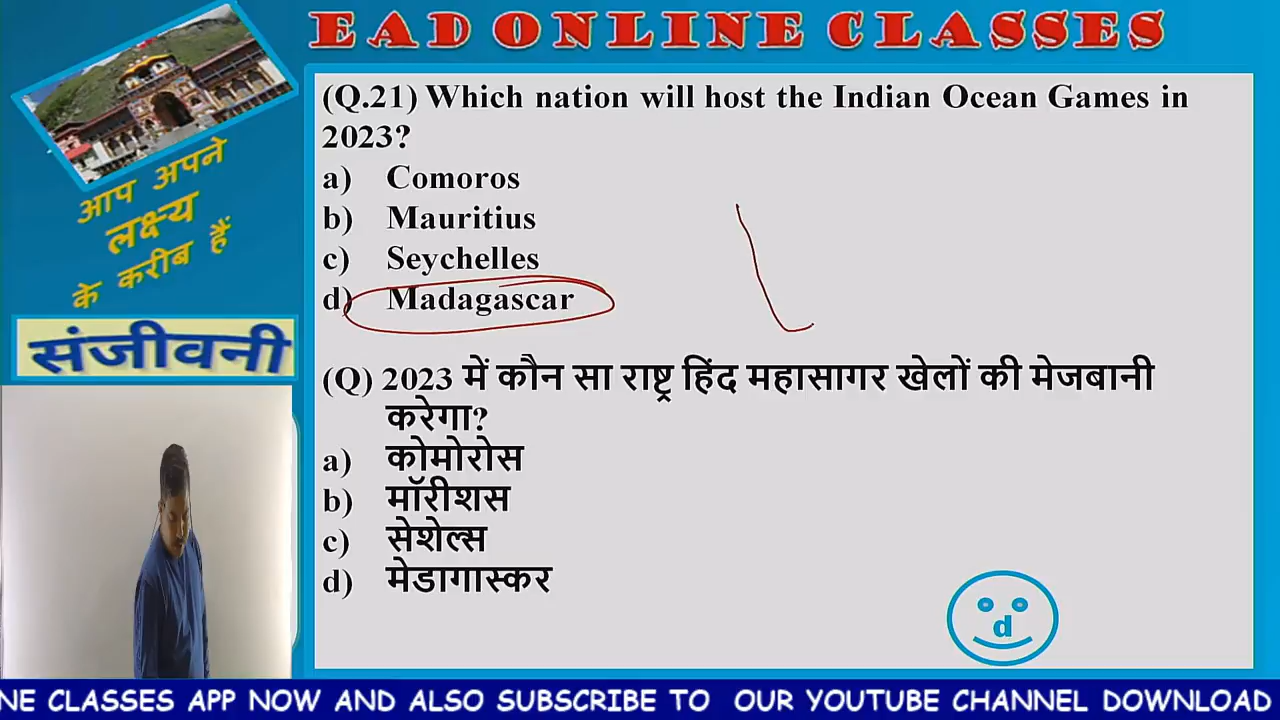 EAD ONLINE CLASSES
आप अपने
लक्ष्य
के करीब हैं
संजीवनी
(Q.21) Which nation will host the Indian Ocean Games in
2023?
a) Comoros
b) Mauritius
c) Seychelles
d) Madagascar
(Q) 2023 में कौन सा राष्ट्र हिंद महासागर खेलों की मेजबानी
करेगा?
a) कोमोरोस
b) मॉरीशस
c) सेशेल्स
d) मेडागास्कर
d
NE CLASSES APP NOW AND ALSO SUBSCRIBE TO OUR YOUTUBE CHANNEL DOWNLOAD